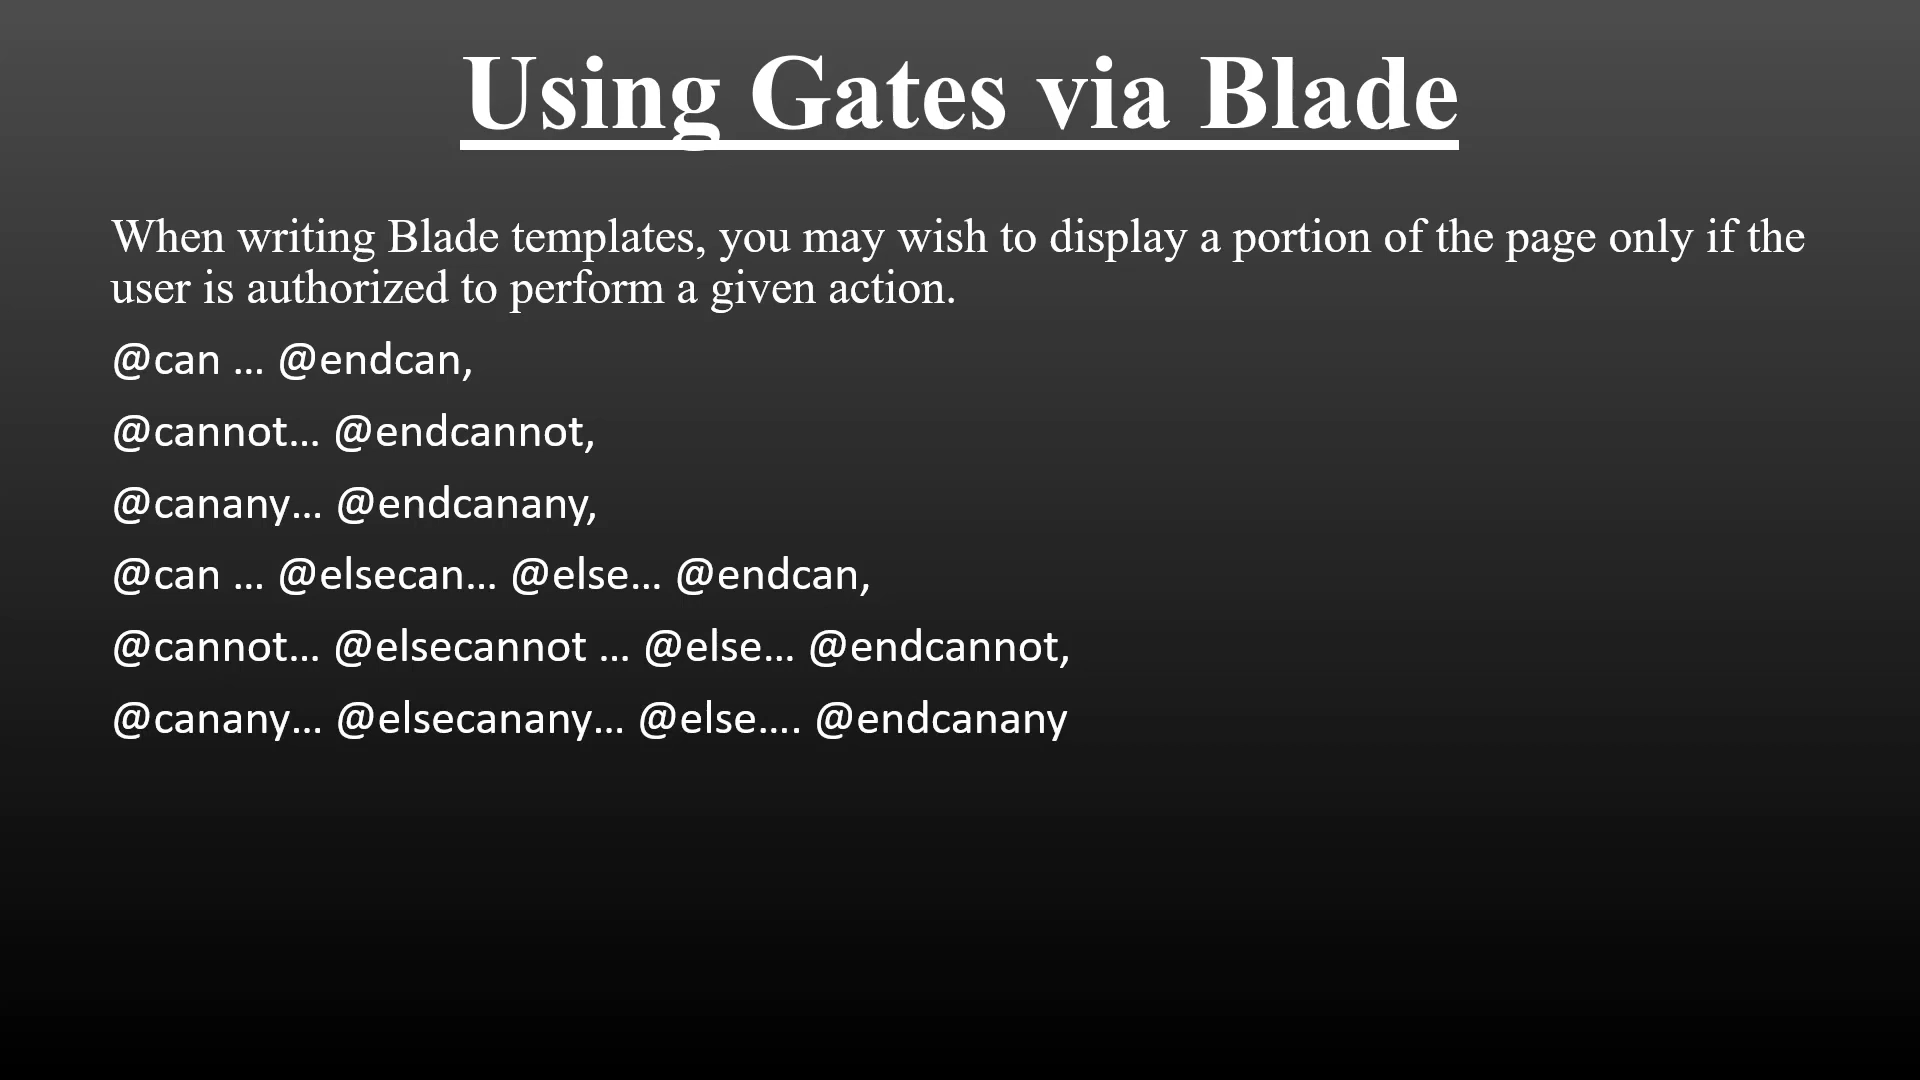 Using Gates via Blade
When writing Blade templates, you may wish to display a portion of the page only if the
user is authorized to perform a given action.
@can … @endcan,
@cannot… @endcannot,
@canany… @endcanany,
@can … @elsecan… @else… @endcan,
@cannot… @elsecannot … @else… @endcannot,
@canany… @elsecanany… @else…. @endcanany